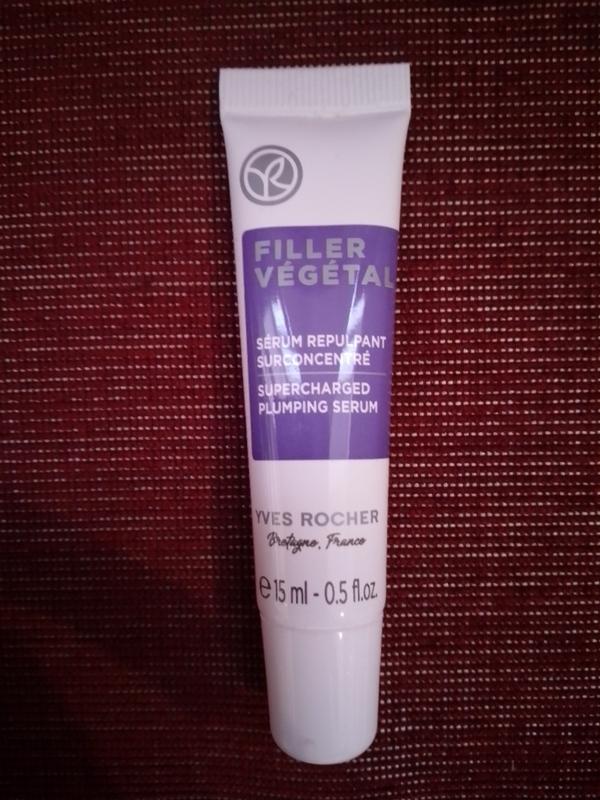 FILLER
VÉGÉTAL
SÉRUM REPULPANT
SURCONCENTRÉ
SUPERCHARGED
PLUMPING SERUM
YVES ROCHER
Bretagne, France
℮ 15 ml - 0.5 fl.oz.